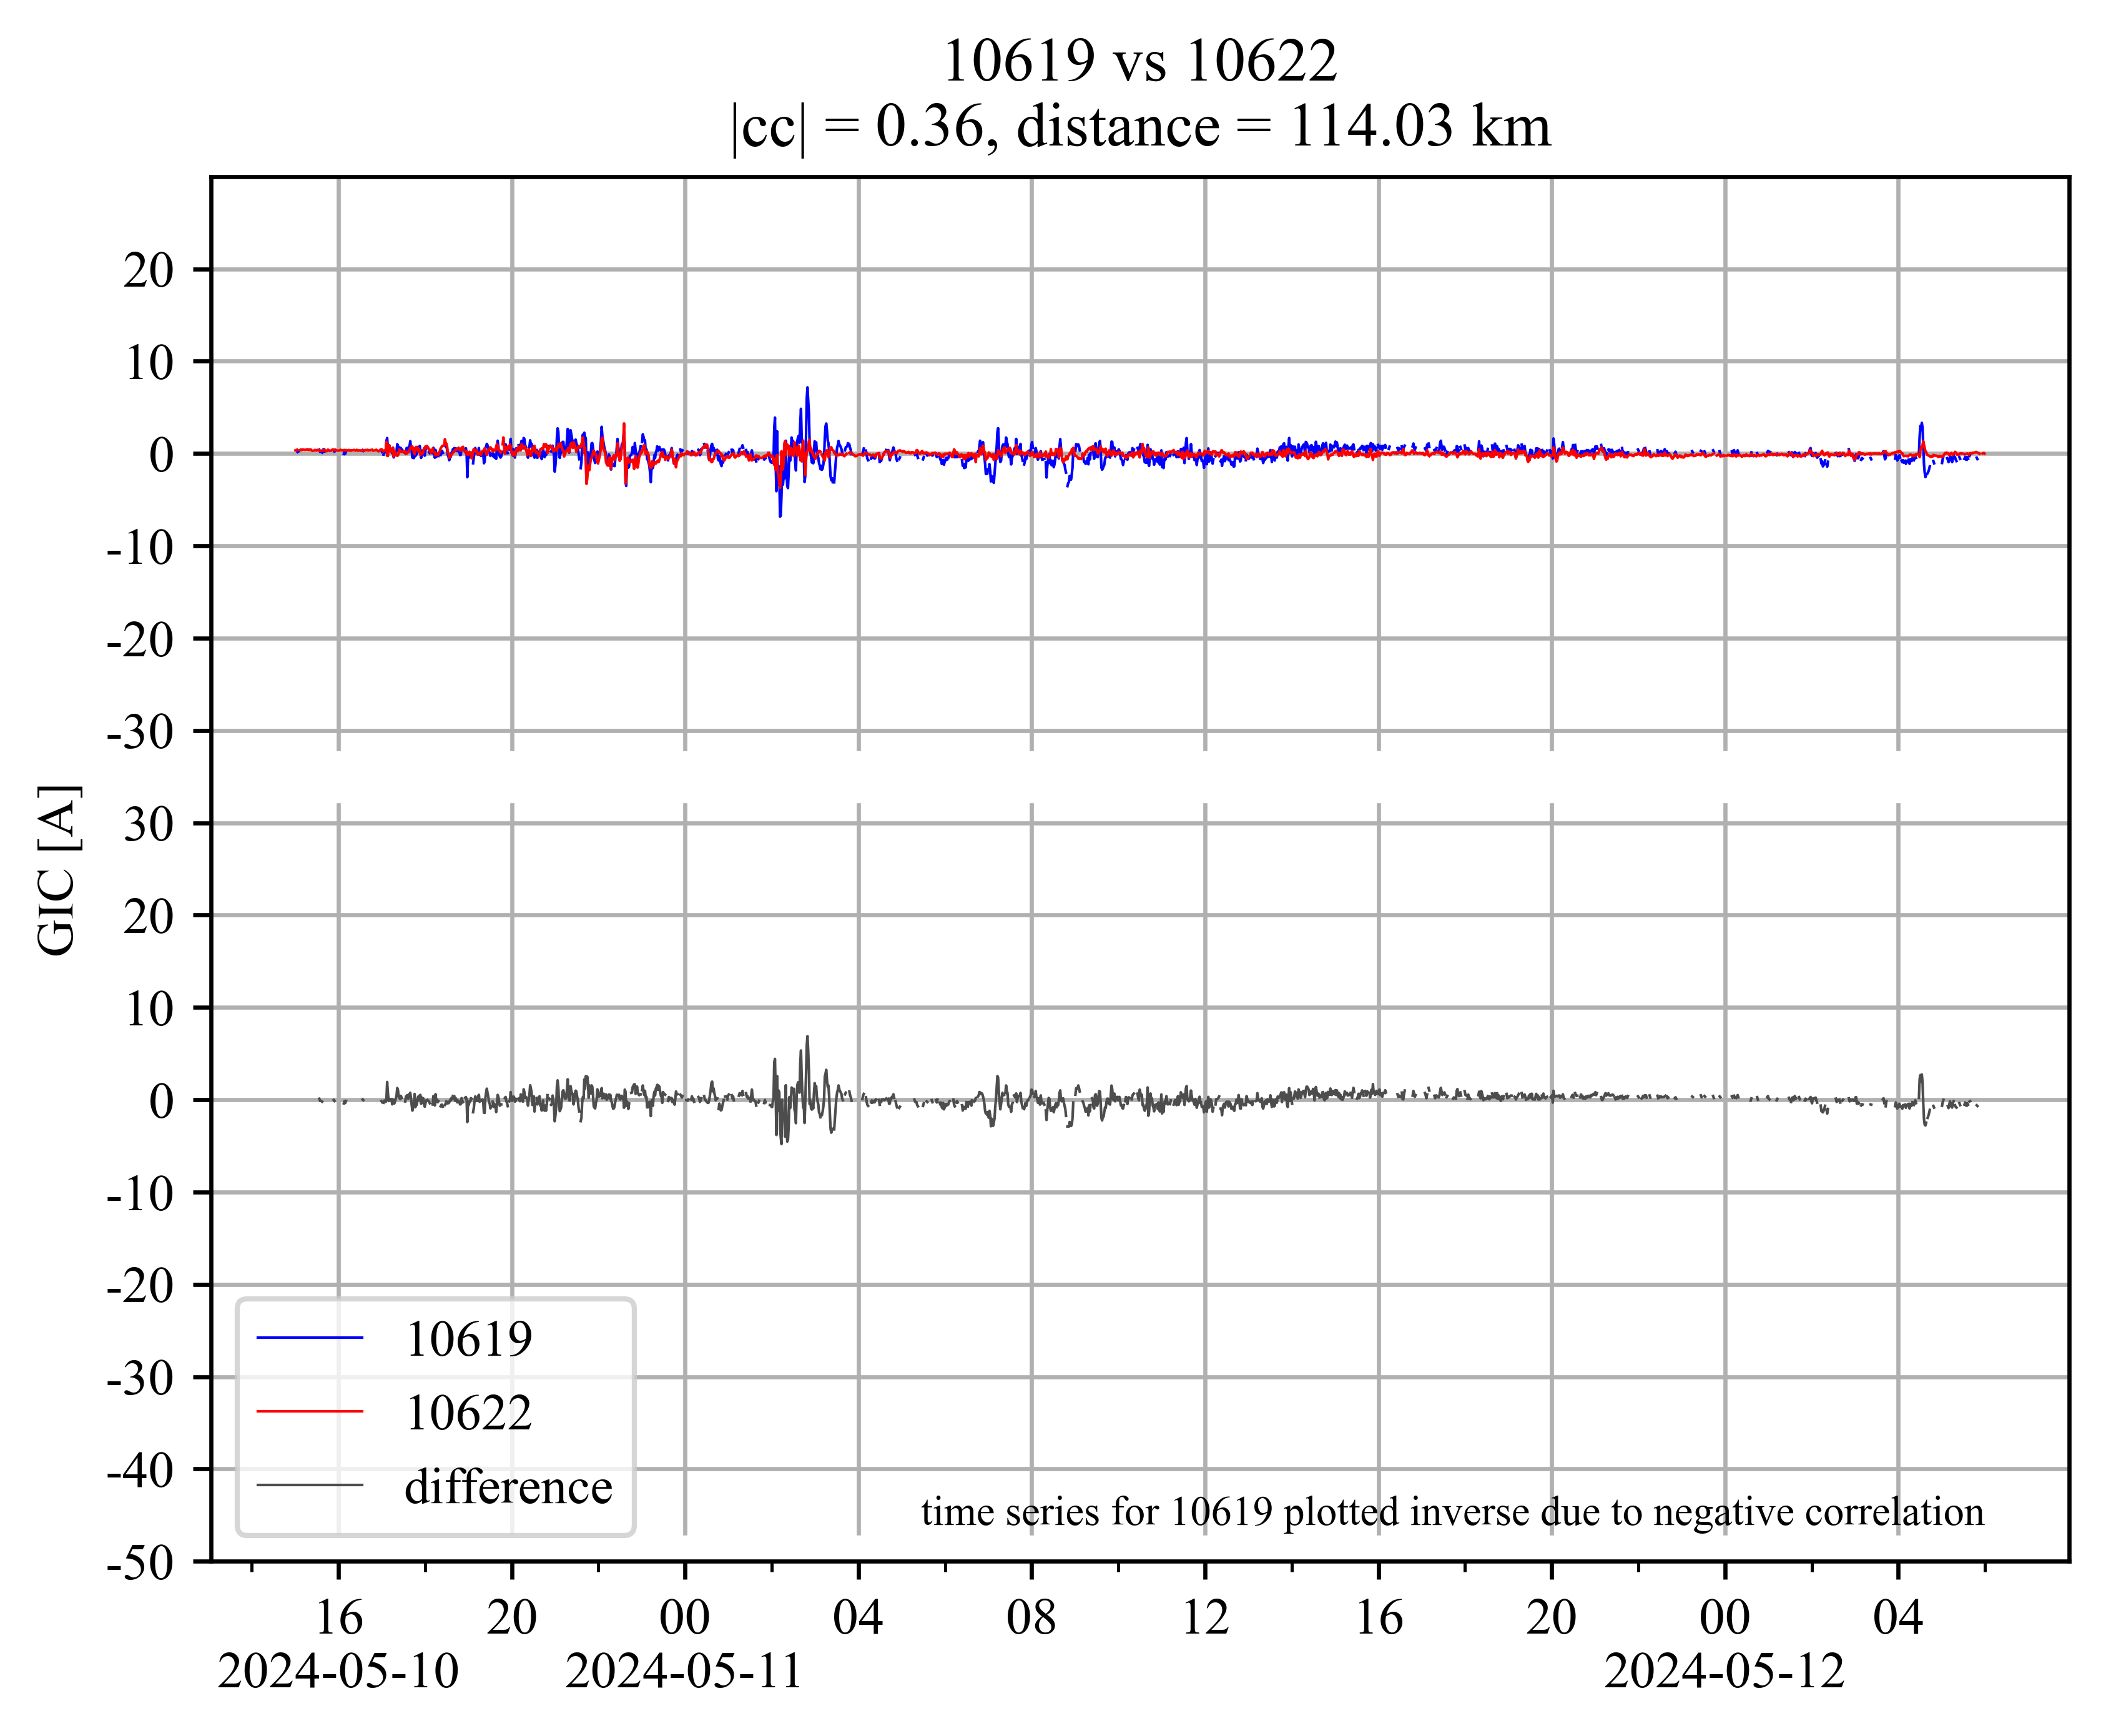 10619 vs 10622
|cc| = 0.36, distance = 114.03 km
20
10
0
-10
-20
-30
30
20
10
0
-10
-20
-30
-40
-50
GIC [A]
10619
10622
difference
time series for 10619 plotted inverse due to negative correlation
16 20 00 04 08 12 16 20 00 04
2024-05-10 2024-05-11 2024-05-12